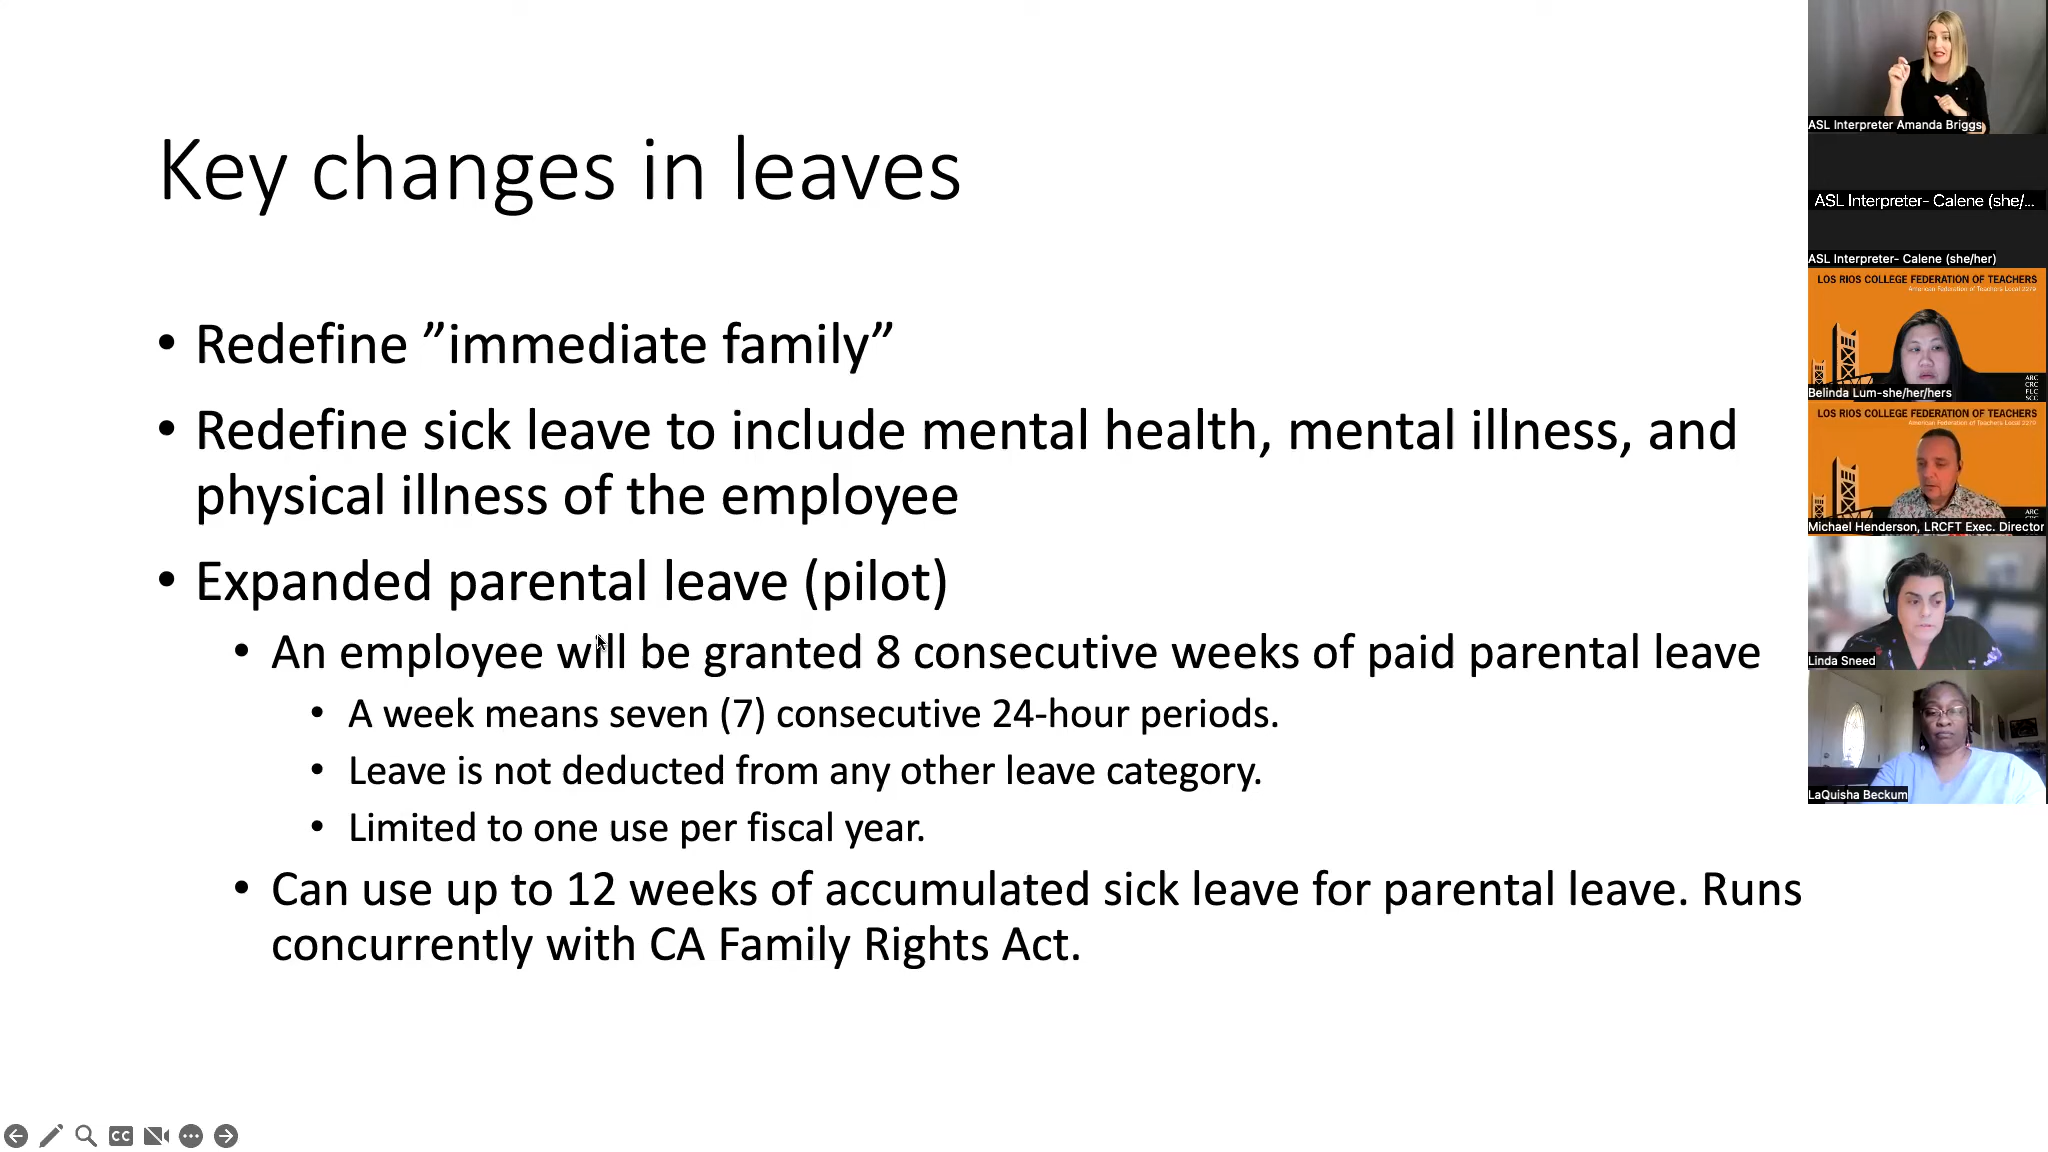 Key changes in leaves
• Redefine ”immediate family”
• Redefine sick leave to include mental health, mental illness, and
physical illness of the employee
• Expanded parental leave (pilot)
• An employee will be granted 8 consecutive weeks of paid parental leave
• A week means seven (7) consecutive 24-hour periods.
• Leave is not deducted from any other leave category.
• Limited to one use per fiscal year.
• Can use up to 12 weeks of accumulated sick leave for parental leave. Runs
concurrently with CA Family Rights Act.
ASL Interpreter Amanda Briggs
ASL Interpreter- Calene (she/...
ASL Interpreter- Calene (she/her)
LOS RIOS COLLEGE FEDERATION OF TEACHERS
American Federation of Teachers Local 2279
ARC
CRC
FLC
SCC
Belinda Lum-she/her/hers
LOS RIOS COLLEGE FEDERATION OF TEACHERS
American Federation of Teachers Local 2279
ARC
Michael Henderson, LRCFT Exec. Director
Linda Sneed
LaQuisha Beckum
CC